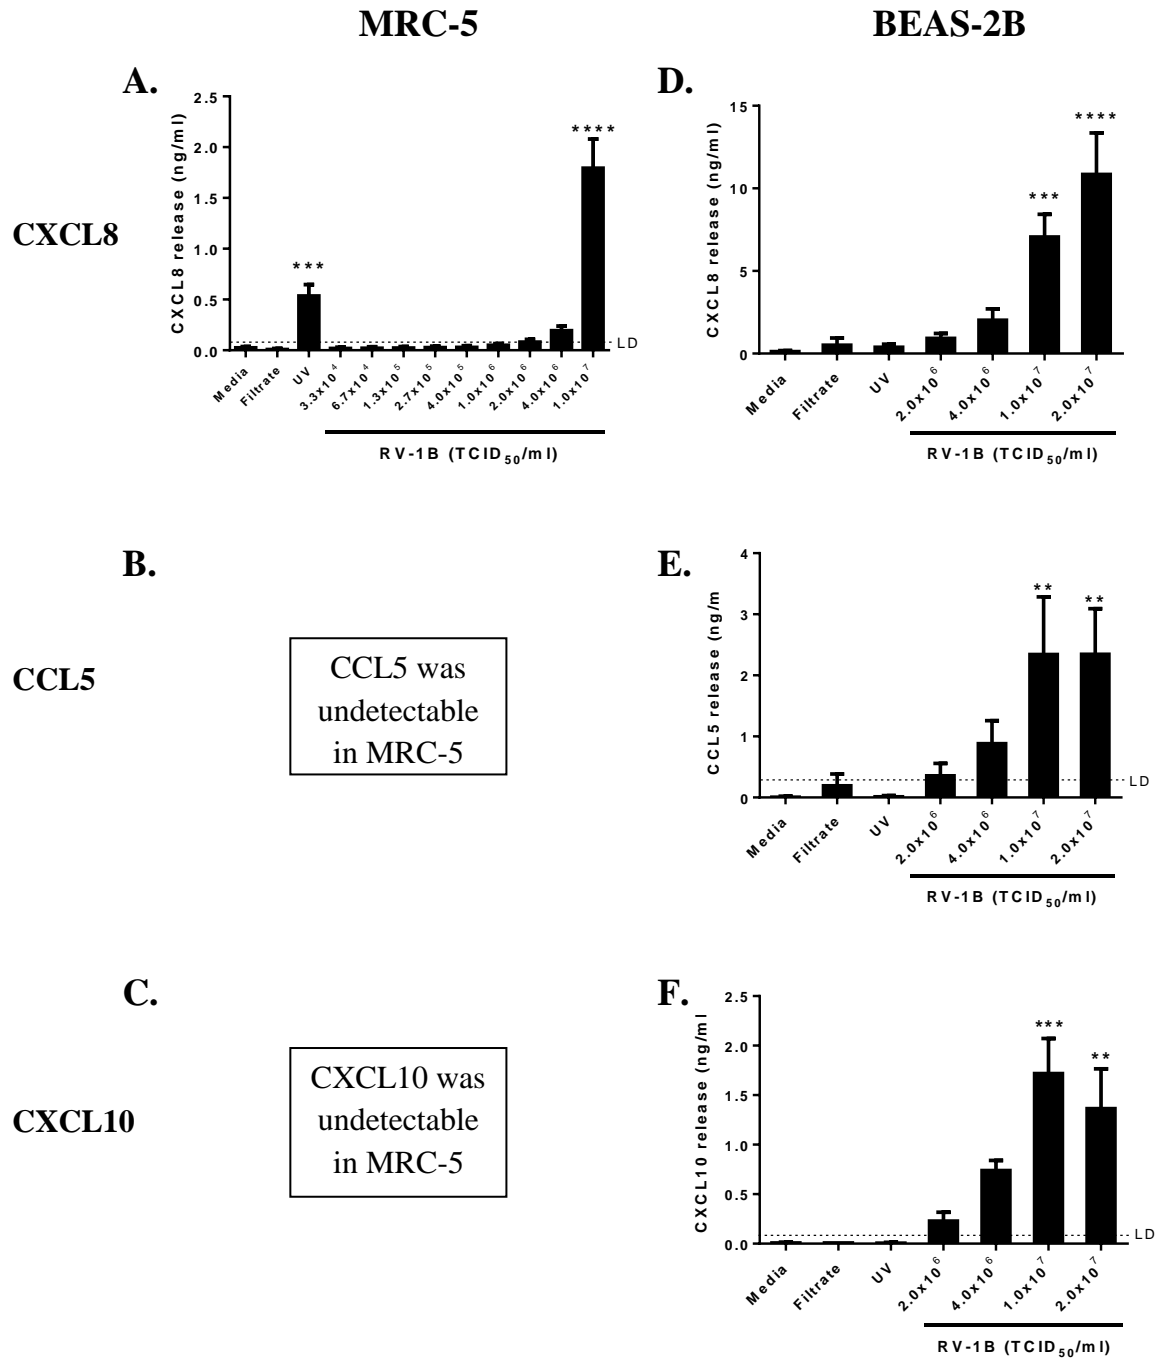 MRC-5
BEAS-2B
CXCL8
A.
CXCL8 release (ng/ml)
2.5
2.0
1.5
1.0
0.5
0.0
***
****
LD
Media
Filtrate
UV
3.3x10⁴
6.7x10⁴
1.3x10⁵
2.7x10⁵
4.0x10⁵
1.0x10⁶
2.0x10⁶
4.0x10⁶
1.0x10⁷
RV-1B (TCID₅₀/ml)
D.
CXCL8 release (ng/ml)
15
10
5
0
***
****
Media
Filtrate
UV
2.0x10⁶
4.0x10⁶
1.0x10⁷
2.0x10⁷
RV-1B (TCID₅₀/ml)
CCL5
B.
CCL5 was
undetectable
in MRC-5
E.
CCL5 release (ng/m
4
3
2
1
0
**
**
LD
Media
Filtrate
UV
2.0x10⁶
4.0x10⁶
1.0x10⁷
2.0x10⁷
RV-1B (TCID₅₀/ml)
CXCL10
C.
CXCL10 was
undetectable
in MRC-5
F.
CXCL10 release (ng/ml
2.5
2.0
1.5
1.0
0.5
0.0
***
**
LD
Media
Filtrate
UV
2.0x10⁶
4.0x10⁶
1.0x10⁷
2.0x10⁷
RV-1B (TCID₅₀/ml)